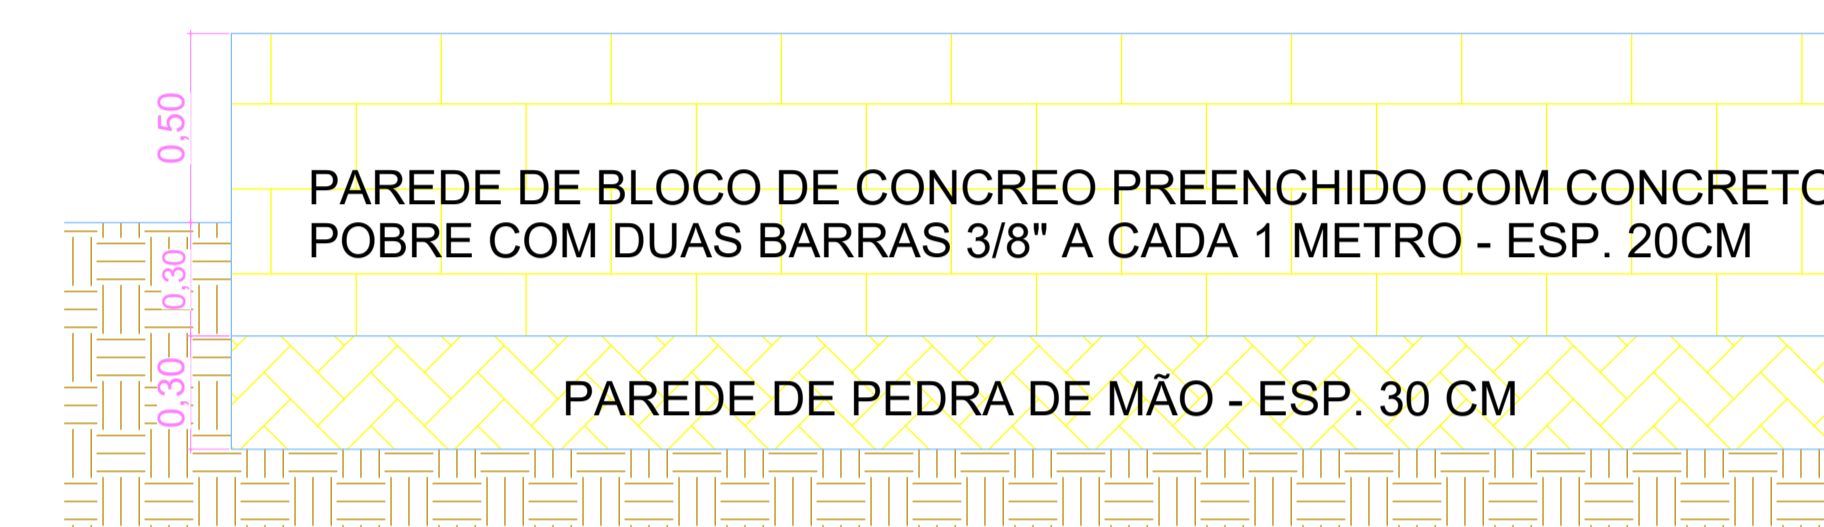 0,50
PAREDE DE BLOCO DE CONCREO PREENCHIDO COM CONCRETO
POBRE COM DUAS BARRAS 3/8" A CADA 1 METRO - ESP. 20CM
0,30
0,30
PAREDE DE PEDRA DE MÃO - ESP. 30 CM